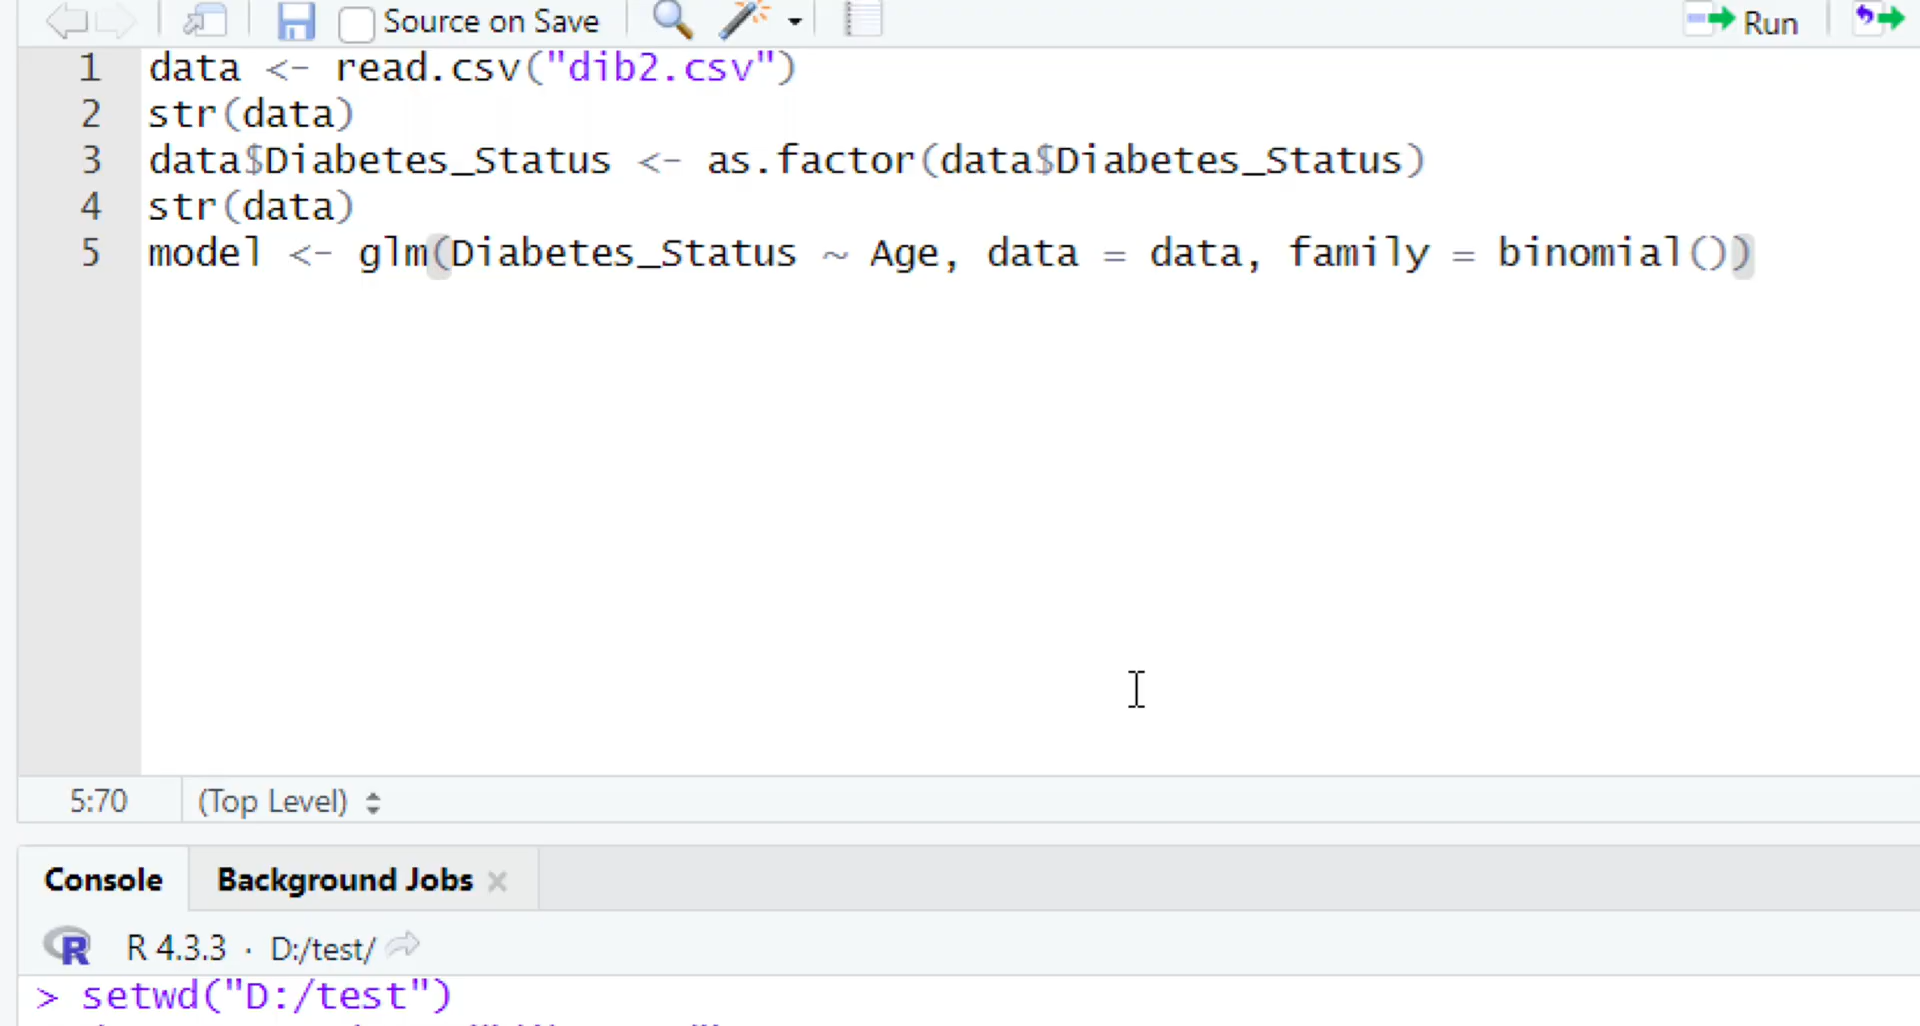 Source on Save
Run
1 data <- read.csv("dib2.csv")
2 str(data)
3 data$Diabetes_Status <- as.factor(data$Diabetes_Status)
4 str(data)
5 model <- glm(Diabetes_Status ~ Age, data = data, family = binomial())
5:70 (Top Level)
Console Background Jobs
R R 4.3.3 · D:/test/
> setwd("D:/test")